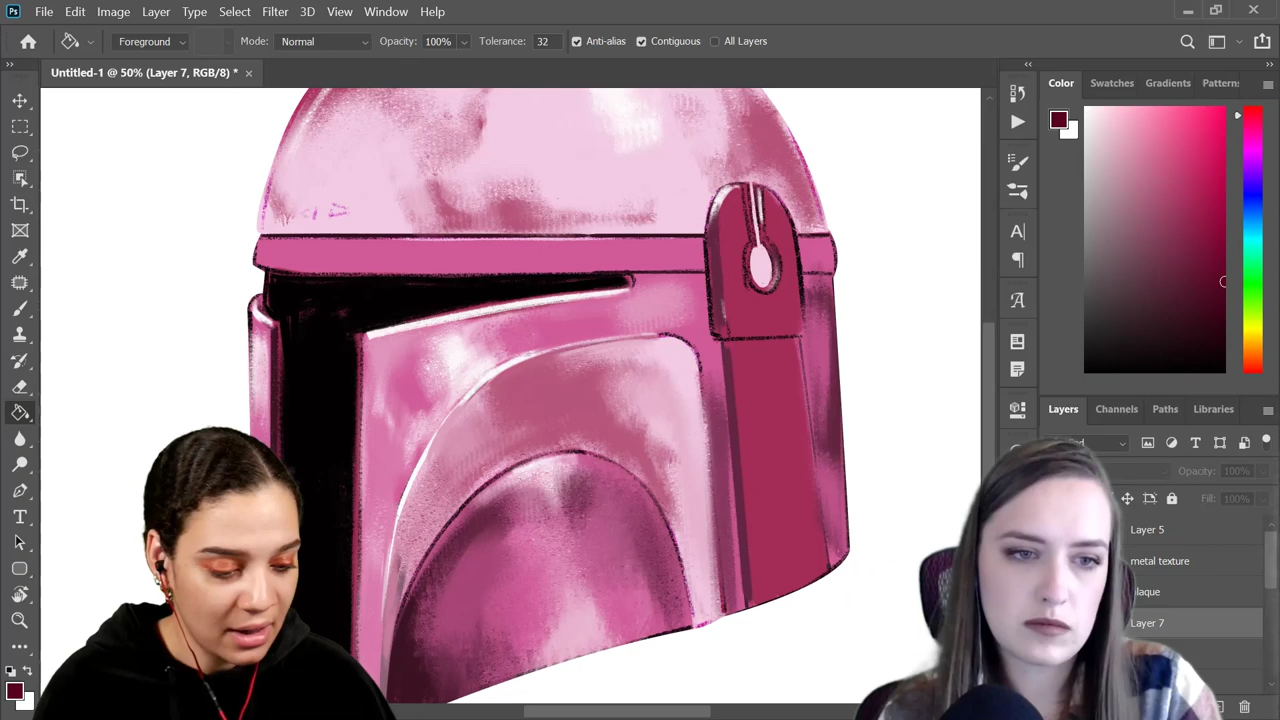 Ps File Edit Image Layer Type Select Filter 3D View Window Help
Foreground Mode: Normal Opacity: 100% Tolerance: 32 Anti-alias Contiguous All Layers
Untitled-1 @ 50% (Layer 7, RGB/8) *
Color Swatches Gradients Patterns
Layers Channels Paths Libraries
Opacity: 100%
Fill: 100%
Layer 5
metal texture
Layer 7